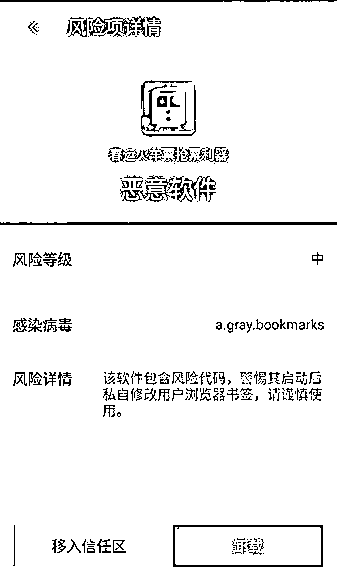 风险项详情
春运火车票抢票利器
恶意软件
风险等级
中
感染病毒
a.gray.bookmarks
风险详情
该软件包含风险代码，警惕其启动后
私自修改用户浏览器书签，请谨慎使
用。
移入信任区
卸载